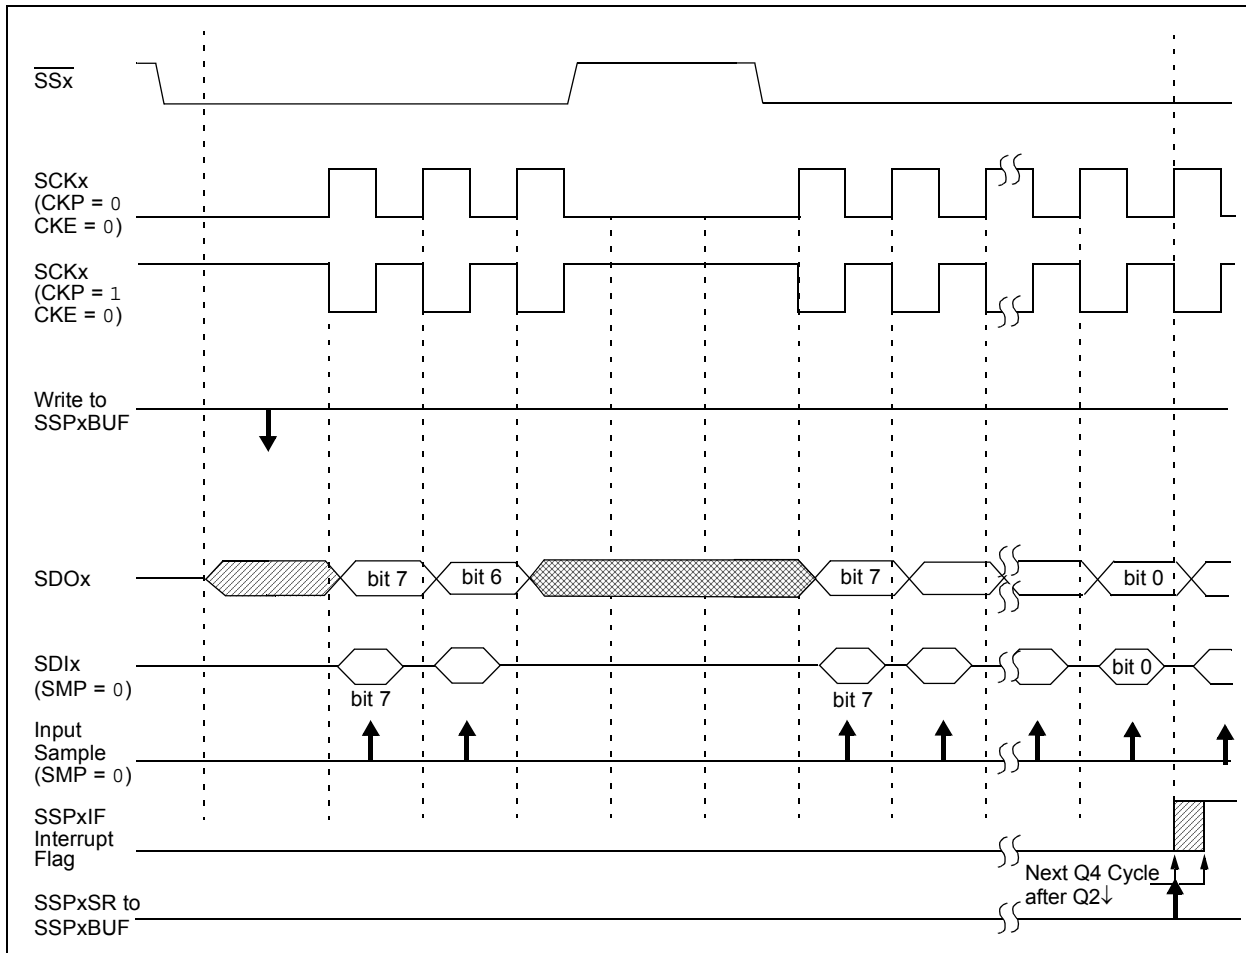 SSx
SCKx
(CKP = 0
CKE = 0)
SCKx
(CKP = 1
CKE = 0)
Write to
SSPxBUF
SDOx
bit 7
bit 6
bit 7
bit 0
SDIx
(SMP = 0)
bit 7
bit 7
bit 0
Input
Sample
(SMP = 0)
SSPxIF
Interrupt
Flag
Next Q4 Cycle
after Q2↓
SSPxSR to
SSPxBUF